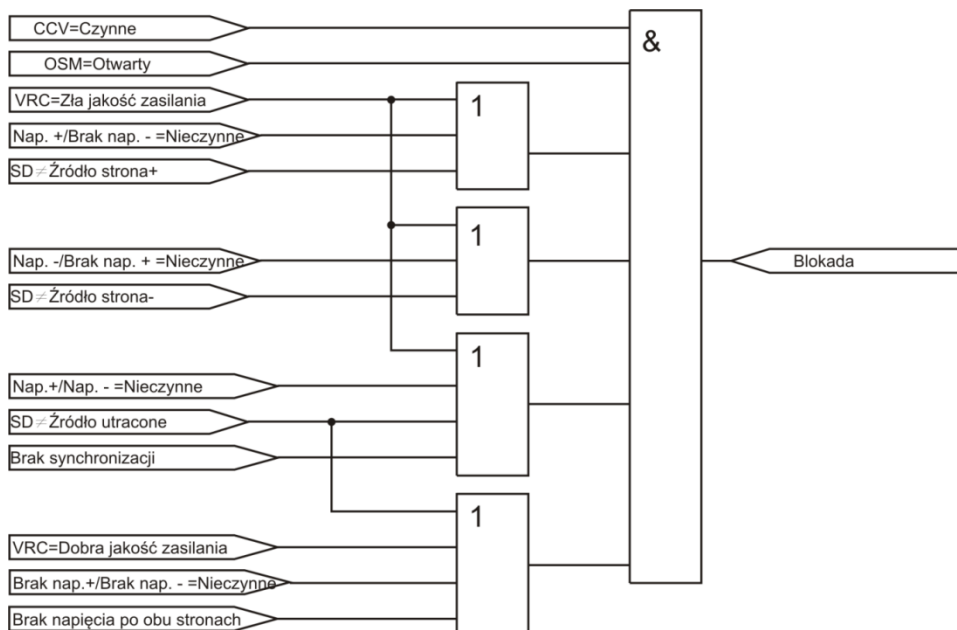 CCV=Czynne
&
OSM=Otwarty
VRC=Zła jakość zasilania
1
Nap. +/Brak nap. - =Nieczynne
SD≠Źródło strona+
1
Nap. -/Brak nap. + =Nieczynne
Blokada
SD≠Źródło strona-
1
Nap.+/Nap. - =Nieczynne
SD≠Źródło utracone
Brak synchronizacji
1
VRC=Dobra jakość zasilania
Brak nap.+/Brak nap. - =Nieczynne
Brak napięcia po obu stronach